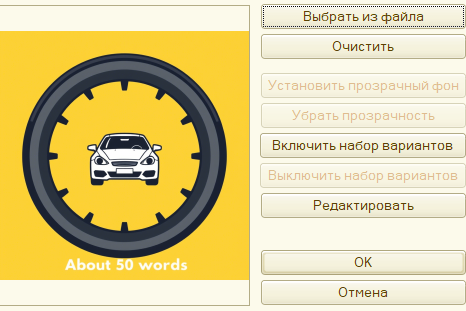 Выбрать из файла
Очистить
Установить прозрачный фон
Убрать прозрачность
Включить набор вариантов
Выключить набор вариантов
Редактировать
About 50 words
OK
Отмена